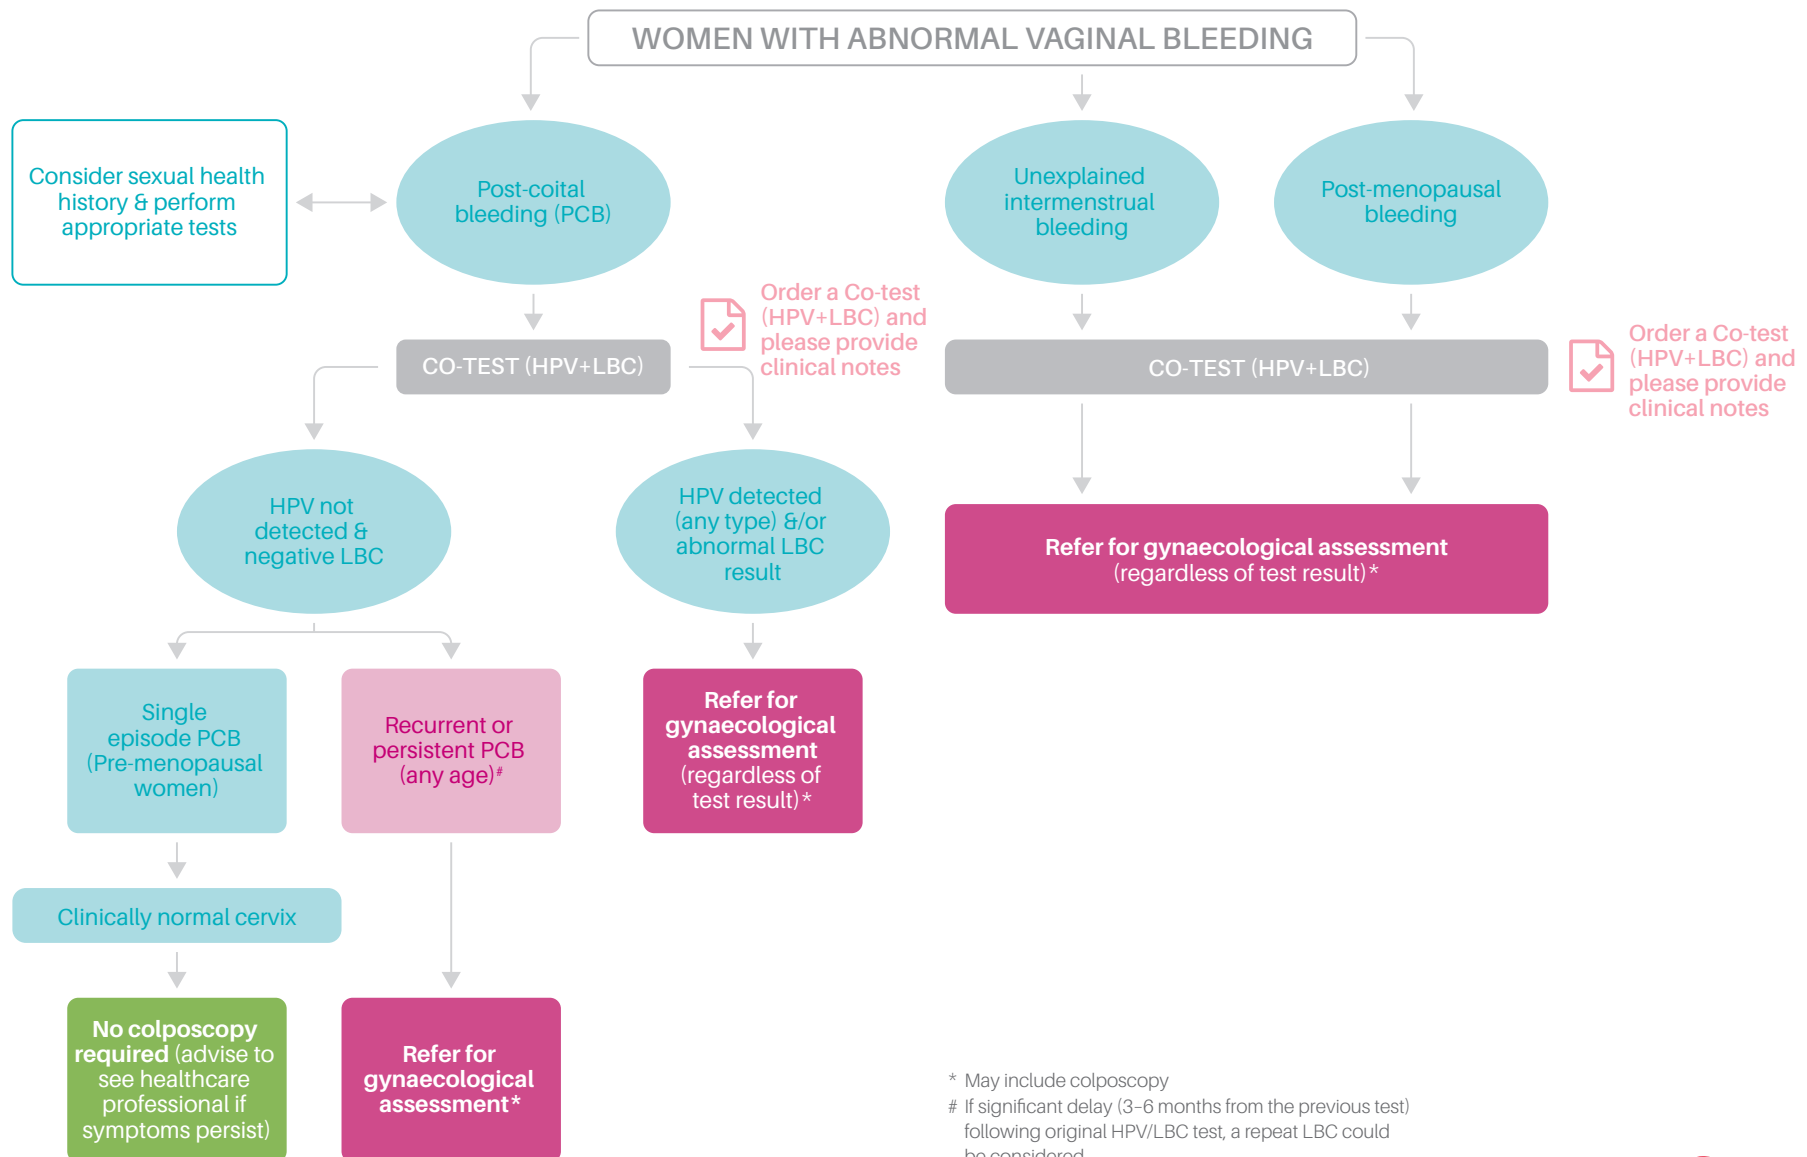 WOMEN WITH ABNORMAL VAGINAL BLEEDING
Consider sexual health
history & perform
appropriate tests
Post-coital
bleeding (PCB)
Unexplained
intermenstrual
bleeding
Post-menopausal
bleeding
Order a Co-test
(HPV+LBC) and
please provide
clinical notes
CO-TEST (HPV+LBC)
CO-TEST (HPV+LBC)
Order a Co-test
(HPV+LBC) and
please provide
clinical notes
HPV not
detected &
negative LBC
HPV detected
(any type) &/or
abnormal LBC
result
Refer for gynaecological assessment
(regardless of test result)*
Single
episode PCB
(Pre-menopausal
women)
Recurrent or
persistent PCB
(any age)#
Refer for
gynaecological
assessment
(regardless of
test result)*
Clinically normal cervix
No colposcopy
required (advise to
see healthcare
professional if
symptoms persist)
Refer for
gynaecological
assessment*
* May include colposcopy
# If significant delay (3–6 months from the previous test)
following original HPV/LBC test, a repeat LBC could
be considered